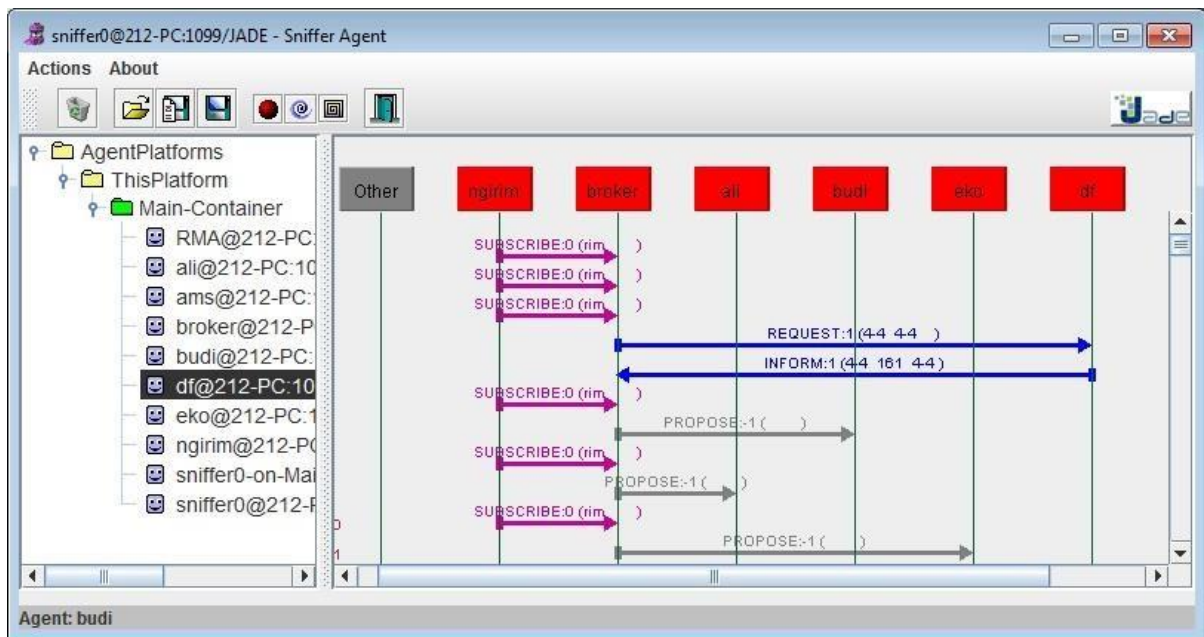 sniffer0@212-PC:1099/JADE - Sniffer Agent
Actions About
Jade
AgentPlatforms
ThisPlatform
Main-Container
RMA@212-PC:
ali@212-PC:10
ams@212-PC:
broker@212-P
budi@212-PC:
df@212-PC:10
eko@212-PC:1
ngirim@212-P
sniffer0-on-Mai
sniffer0@212-
Other ngirim broker ali budi eko df
SUBSCRIBE:0 (rim )
SUBSCRIBE:0 (rim )
SUBSCRIBE:0 (rim )
REQUEST:1 (44 44 )
INFORM:1 (44 161 44)
SUBSCRIBE:0 (rim )
PROPOSE:-1 ( )
SUBSCRIBE:0 (rim )
PROPOSE:-1 ( )
SUBSCRIBE:0 (rim )
0
PROPOSE:-1 ( )
1
Agent: budi